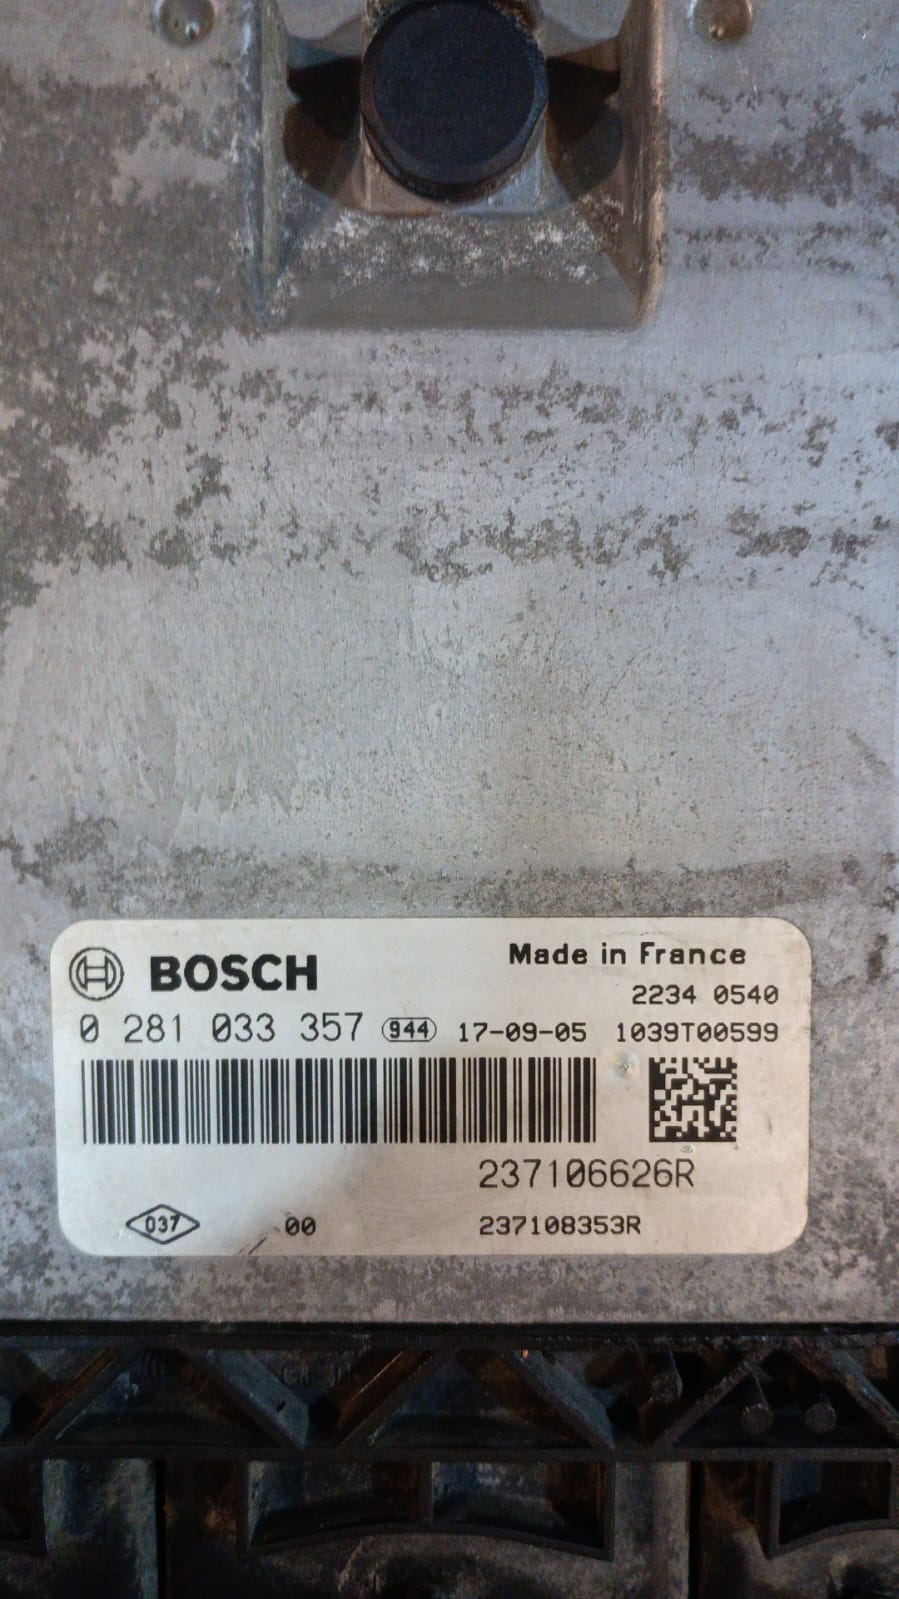 BOSCH
Made in France
2234 0540
0 281 033 357 944 17-09-05 1039T00599
237106626R
037 00 237108353R